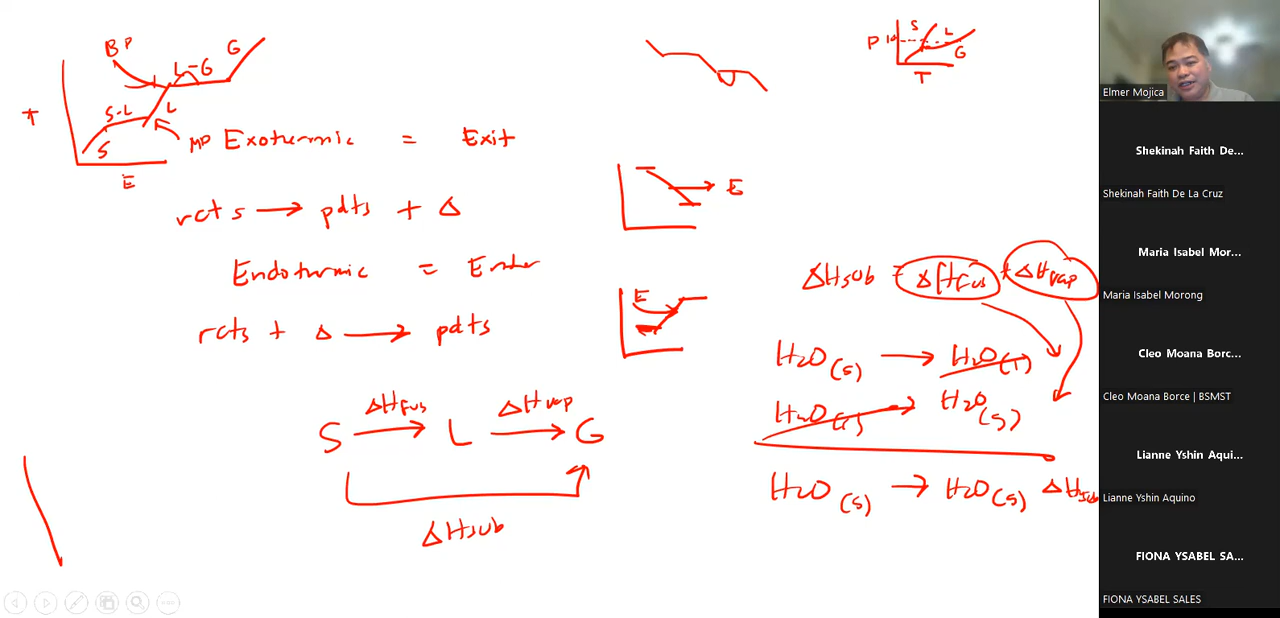 BP
G
L-G
S-L
L
T
S
MP
E
S
L
P
G
T
Exothermic = Exit
rcts → pdts + Δ
E
Endothermic = Enter
E
rcts + Δ → pdts
ΔHsub = ΔHfus + ΔHvap
H2O(s) → H2O(l)
H2O(l) → H2O(g)
H2O(s) → H2O(g) ΔHsub
ΔHfus ΔHvap
S → L → G
ΔHsub
Elmer Mojica
Shekinah Faith De...
Shekinah Faith De La Cruz
Maria Isabel Mor...
Maria Isabel Morong
Cleo Moana Borc...
Cleo Moana Borce | BSMST
Lianne Yshin Aqui...
Lianne Yshin Aquino
FIONA YSABEL SA...
FIONA YSABEL SALES